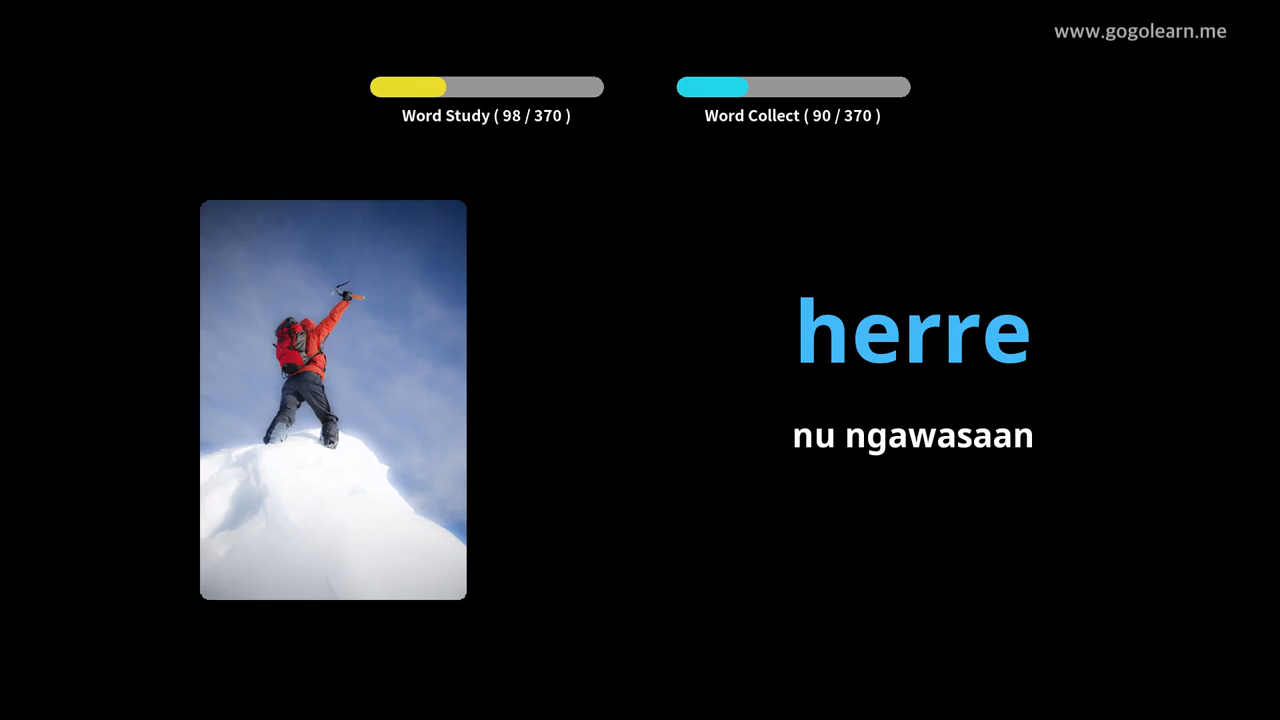 www.gogolearn.me
Word Study ( 98 / 370 )
Word Collect ( 90 / 370 )
herre
nu ngawasaan